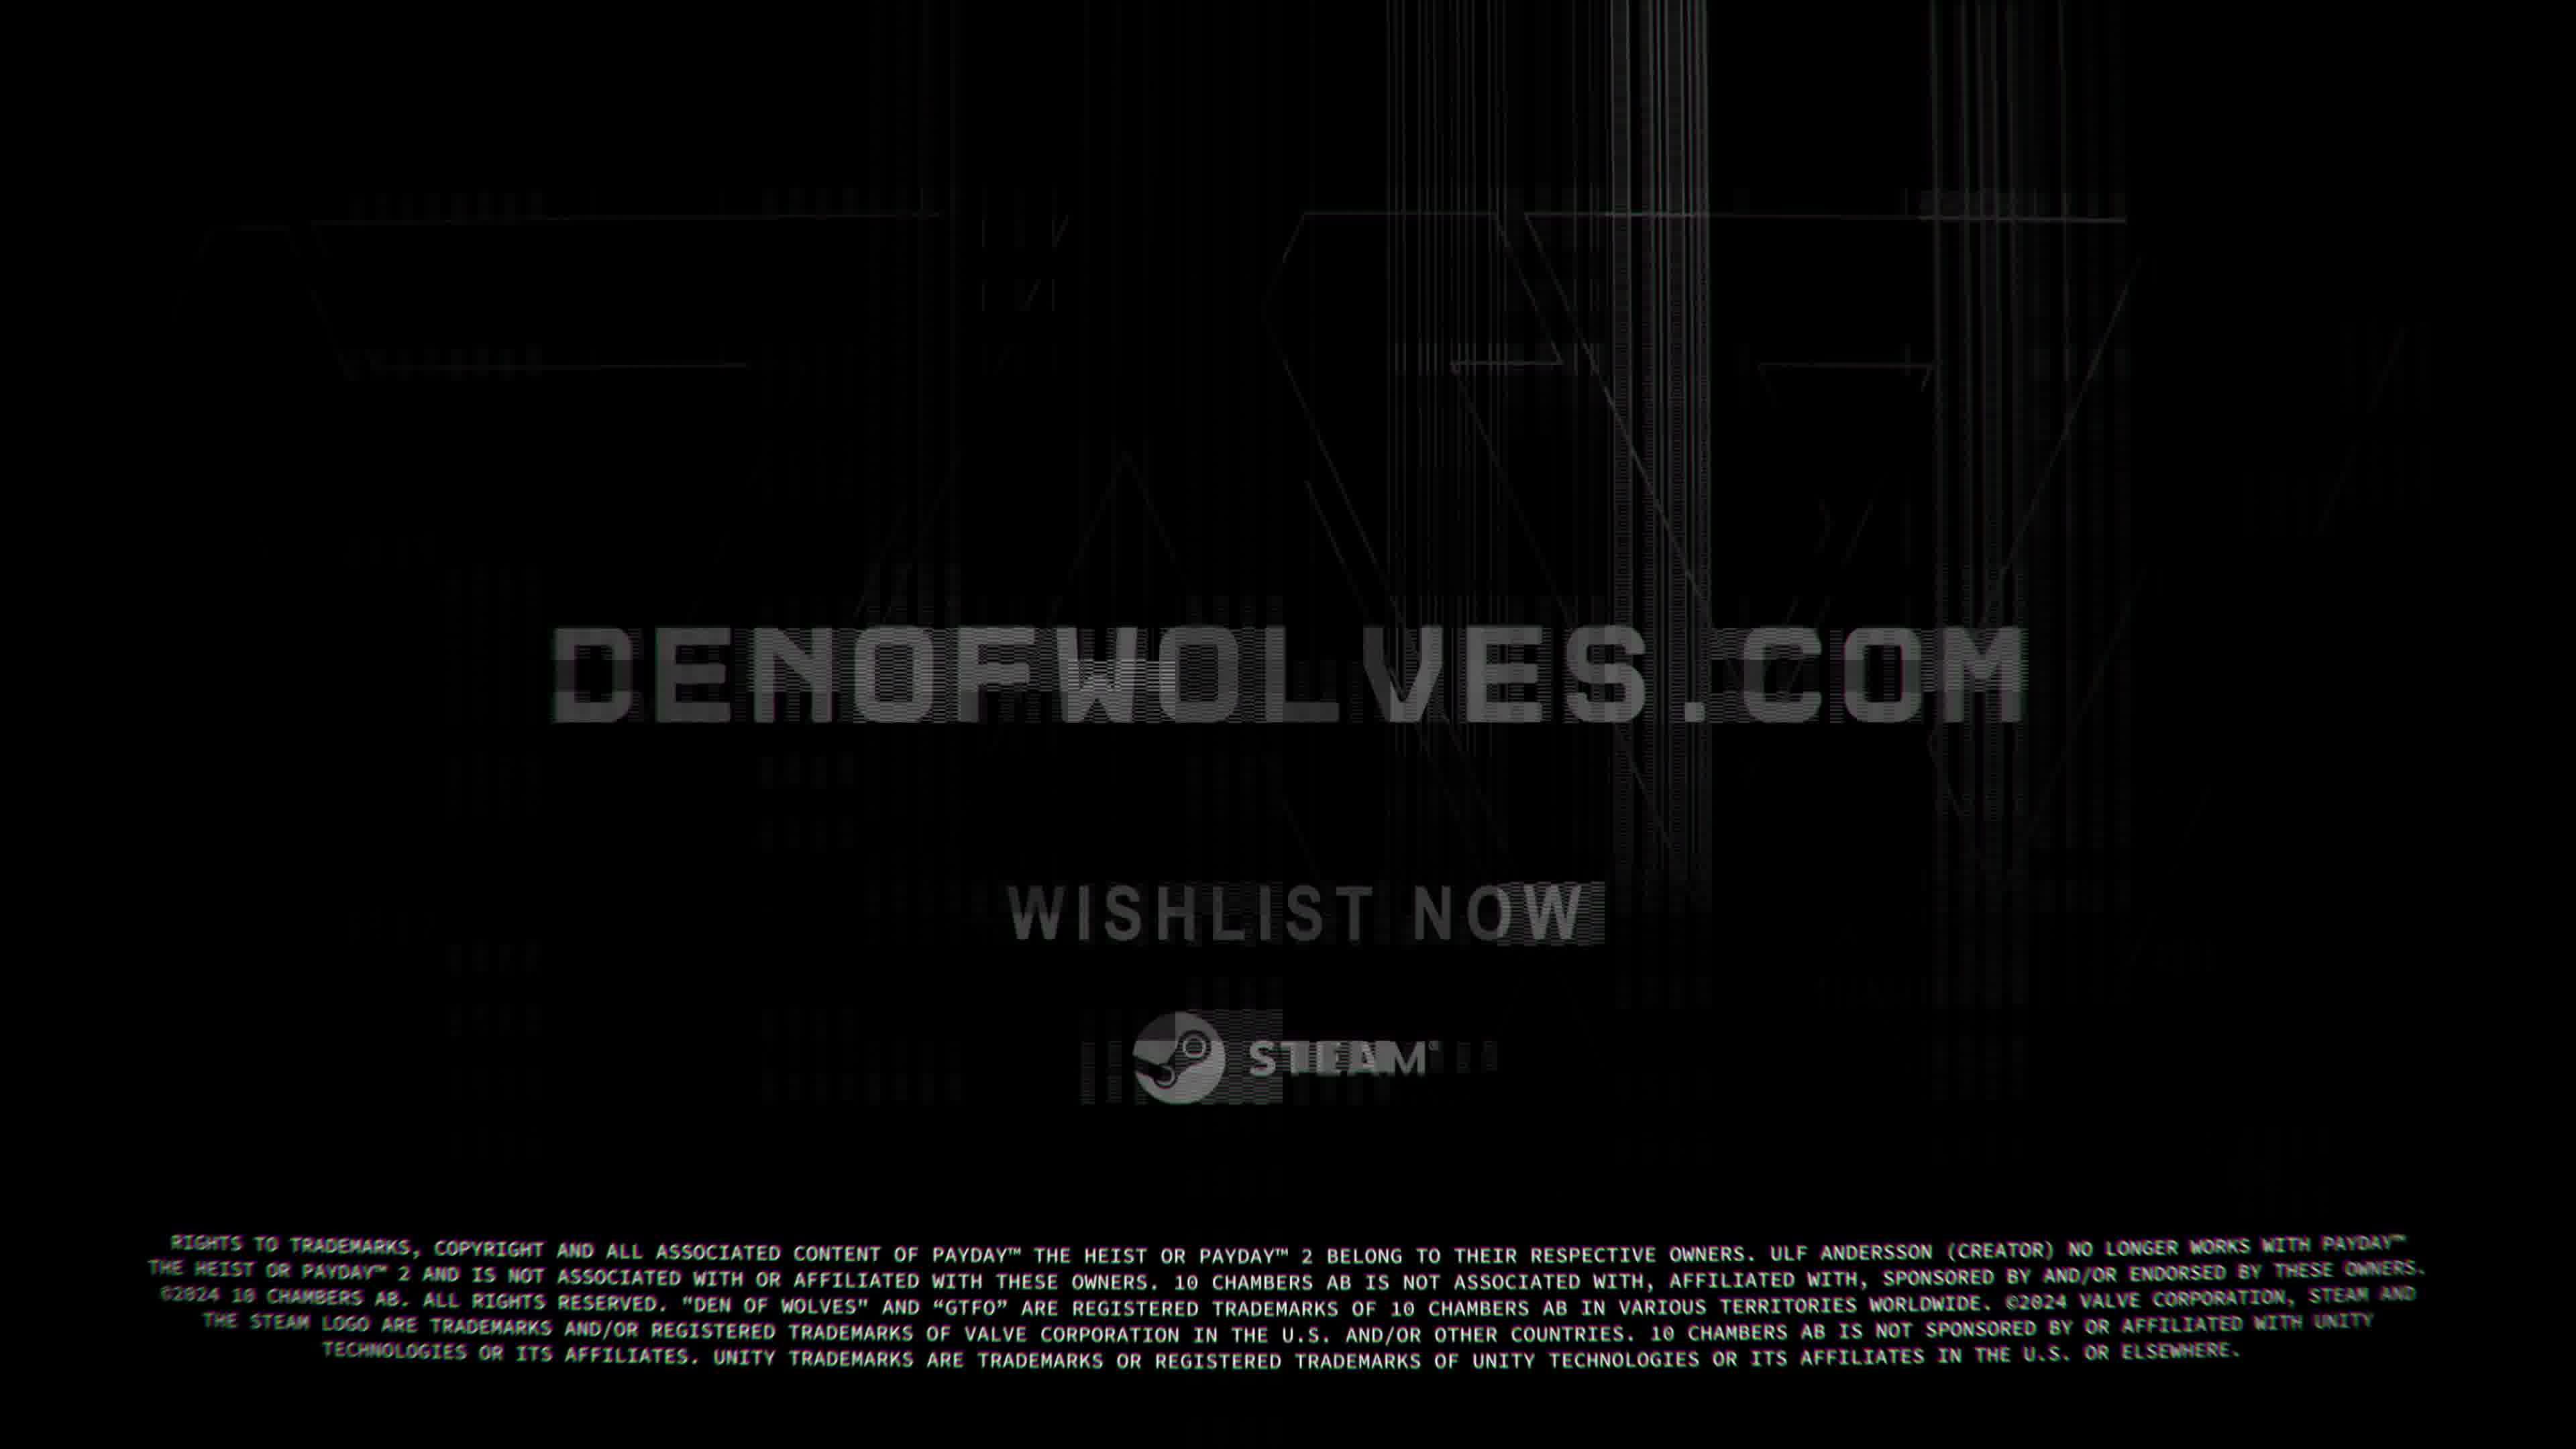 DENOFWOLVES.COM
WISHLIST NOW
STEAM®
RIGHTS TO TRADEMARKS, COPYRIGHT AND ALL ASSOCIATED CONTENT OF PAYDAY™ THE HEIST OR PAYDAY™ 2 BELONG TO THEIR RESPECTIVE OWNERS. ULF ANDERSSON (CREATOR) NO LONGER WORKS WITH PAYDAY™
THE HEIST OR PAYDAY™ 2 AND IS NOT ASSOCIATED WITH OR AFFILIATED WITH THESE OWNERS. 10 CHAMBERS AB IS NOT ASSOCIATED WITH, AFFILIATED WITH, SPONSORED BY AND/OR ENDORSED BY THESE OWNERS.
©2024 10 CHAMBERS AB. ALL RIGHTS RESERVED. “DEN OF WOLVES” AND “GTFO” ARE REGISTERED TRADEMARKS OF 10 CHAMBERS AB IN VARIOUS TERRITORIES WORLDWIDE. ©2024 VALVE CORPORATION, STEAM AND
THE STEAM LOGO ARE TRADEMARKS AND/OR REGISTERED TRADEMARKS OF VALVE CORPORATION IN THE U.S. AND/OR OTHER COUNTRIES. 10 CHAMBERS AB IS NOT SPONSORED BY OR AFFILIATED WITH UNITY
TECHNOLOGIES OR ITS AFFILIATES. UNITY TRADEMARKS ARE TRADEMARKS OR REGISTERED TRADEMARKS OF UNITY TECHNOLOGIES OR ITS AFFILIATES IN THE U.S. OR ELSEWHERE.